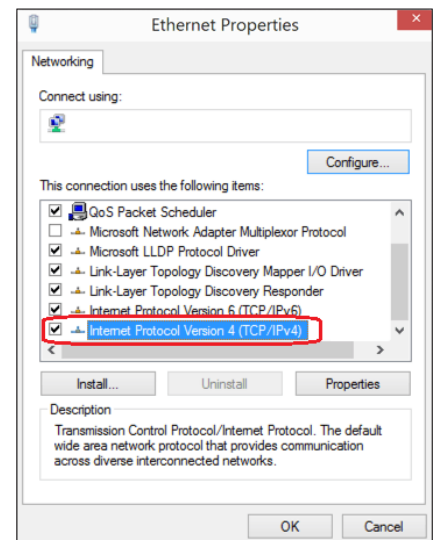 Ethernet Properties
Networking
Connect using:
Configure...
This connection uses the following items:
QoS Packet Scheduler
Microsoft Network Adapter Multiplexor Protocol
Microsoft LLDP Protocol Driver
Link-Layer Topology Discovery Mapper I/O Driver
Link-Layer Topology Discovery Responder
Internet Protocol Version 6 (TCP/IPv6)
Internet Protocol Version 4 (TCP/IPv4)
Install... Uninstall Properties
Description
Transmission Control Protocol/Internet Protocol. The default
wide area network protocol that provides communication
across diverse interconnected networks.
OK Cancel